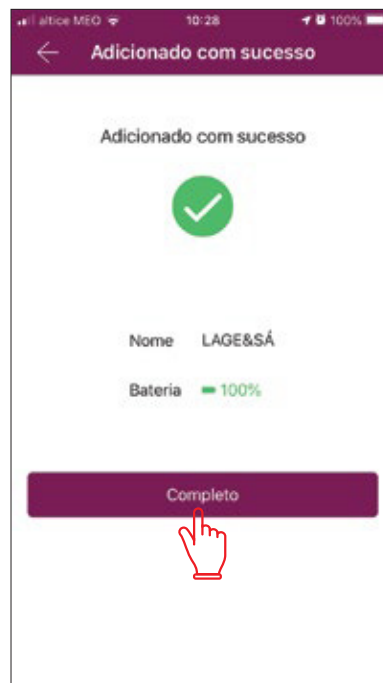 altice MEO 10:28 100%
Adicionado com sucesso
Adicionado com sucesso
Nome LAGE&SÁ
Bateria 100%
Completo